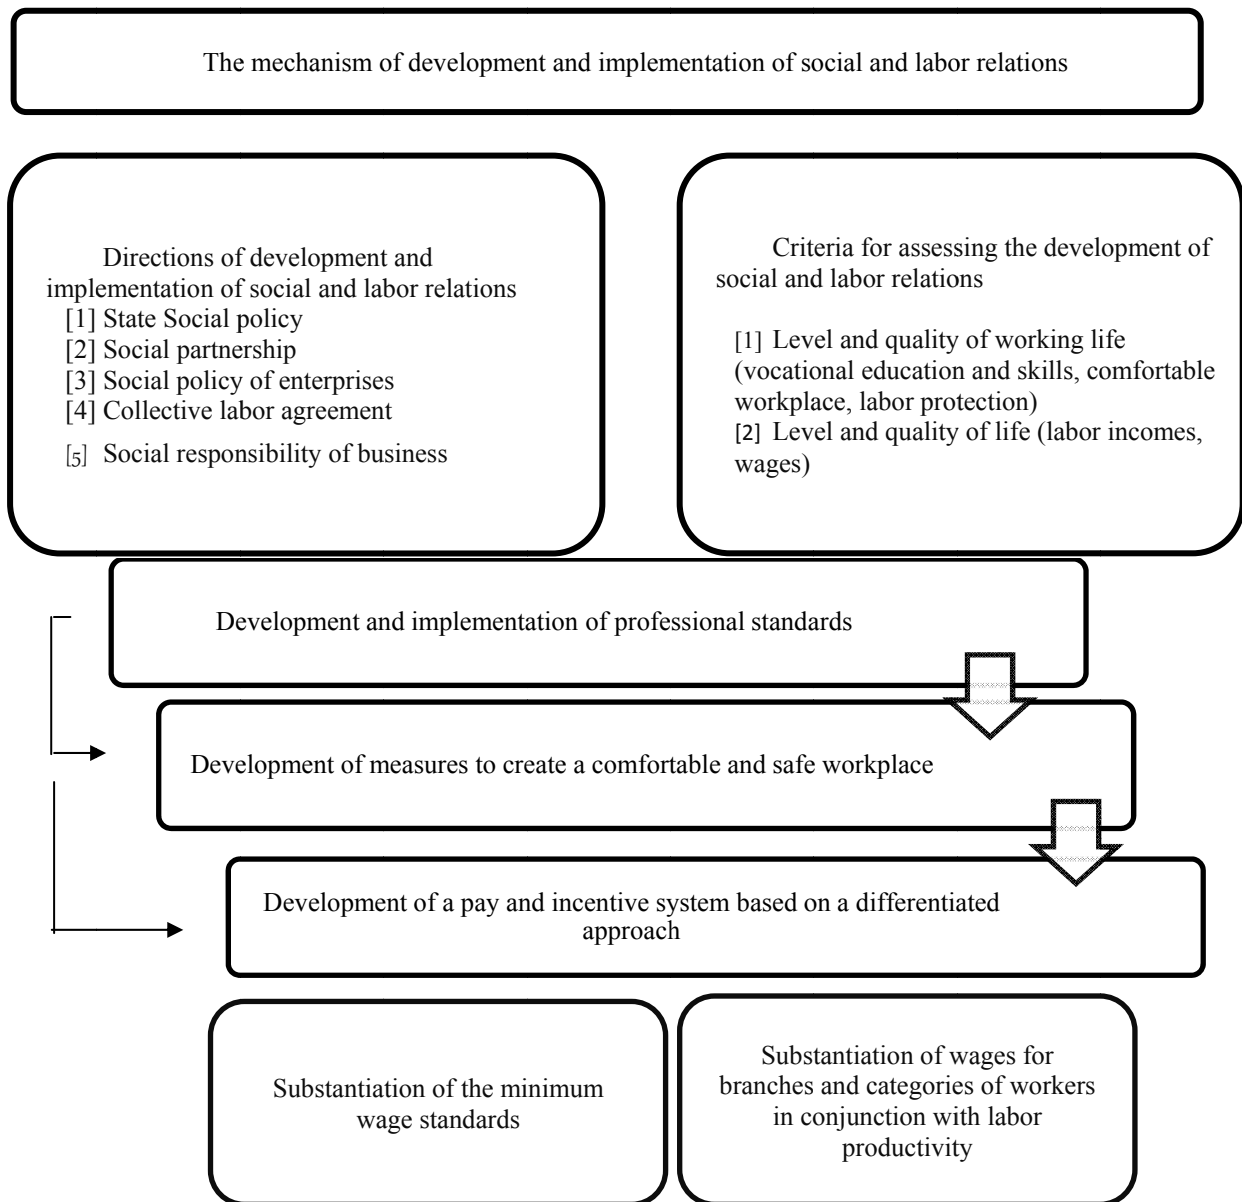 The mechanism of development and implementation of social and labor relations
Directions of development and
implementation of social and labor relations
[1] State Social policy
[2] Social partnership
[3] Social policy of enterprises
[4] Collective labor agreement
[5] Social responsibility of business
Criteria for assessing the development of
social and labor relations
[1] Level and quality of working life
(vocational education and skills, comfortable
workplace, labor protection)
[2] Level and quality of life (labor incomes,
wages)
Development and implementation of professional standards
Development of measures to create a comfortable and safe workplace
Development of a pay and incentive system based on a differentiated
approach
Substantiation of the minimum
wage standards
Substantiation of wages for
branches and categories of workers
in conjunction with labor
productivity